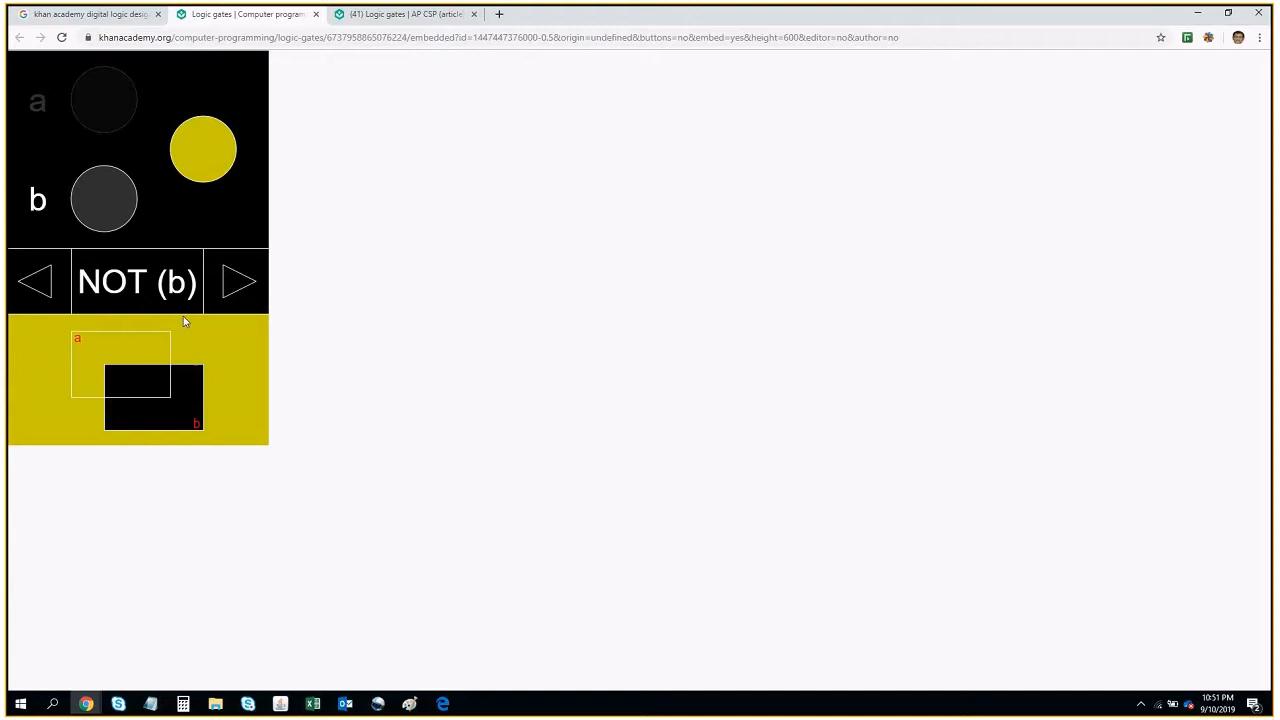 khan academy digital logic desig
Logic gates | Computer program
(41) Logic gates | AP CSP (article
khanacademy.org/computer-programming/logic-gates/6737958865076224/embedded?id=1447447376000-0.5&origin=undefined&buttons=no&embed=yes&height=600&editor=no&author=no
a
b
NOT (b)
a
b
10:51 PM
9/10/2019
2